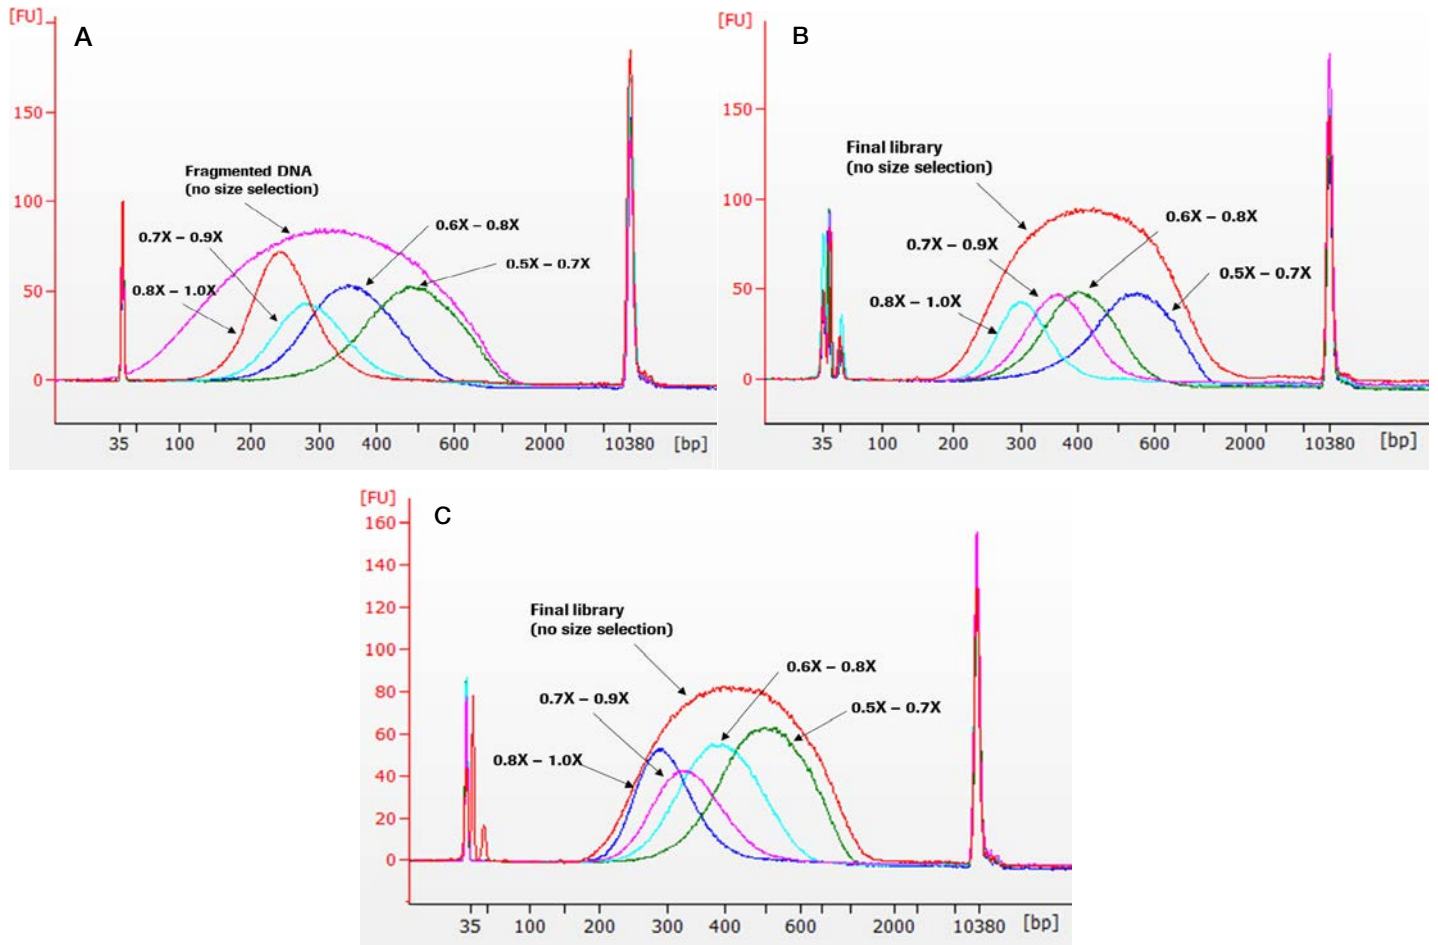 [FU]
A
150
100
50
0
Fragmented DNA
(no size selection)
0.7X – 0.9X
0.8X – 1.0X
0.6X – 0.8X
0.5X – 0.7X
35 100 200 300 400 600 2000 10380 [bp]
[FU]
B
150
100
50
0
Final library
(no size selection)
0.6X – 0.8X
0.7X – 0.9X
0.5X – 0.7X
0.8X – 1.0X
35 100 200 300 400 600 2000 10380 [bp]
[FU]
C
160
140
120
100
80
60
40
20
0
Final library
(no size selection)
0.6X – 0.8X
0.7X – 0.9X
0.5X – 0.7X
0.8X – 1.0X
35 100 200 300 400 600 2000 10380 [bp]